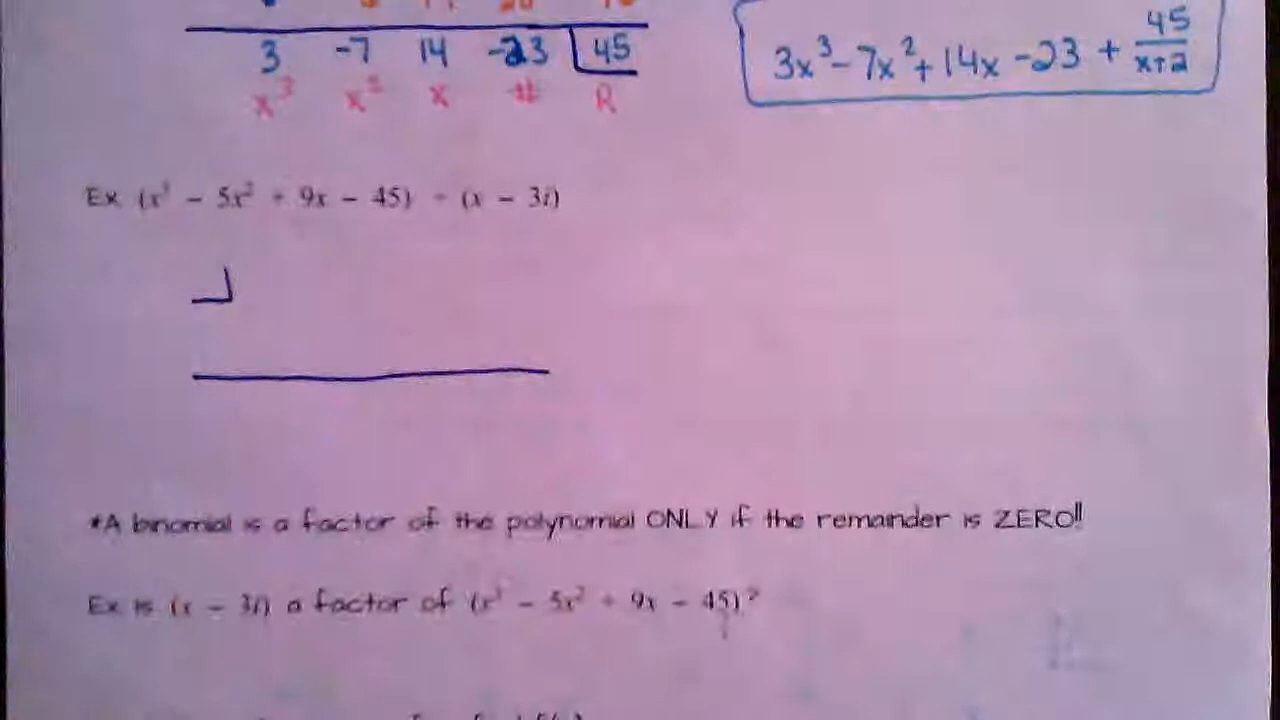 3 -7 14 -23 45
3x³ - 7x² + 14x - 23 + 45/(x+2)
x³ x² x # R
Ex (x³ - 5x² + 9x - 45) ÷ (x - 3i)
*A binomial is a factor of the polynomial ONLY if the remainder is ZERO!!
Ex Is (x - 3i) a factor of (x³ - 5x² + 9x - 45)?